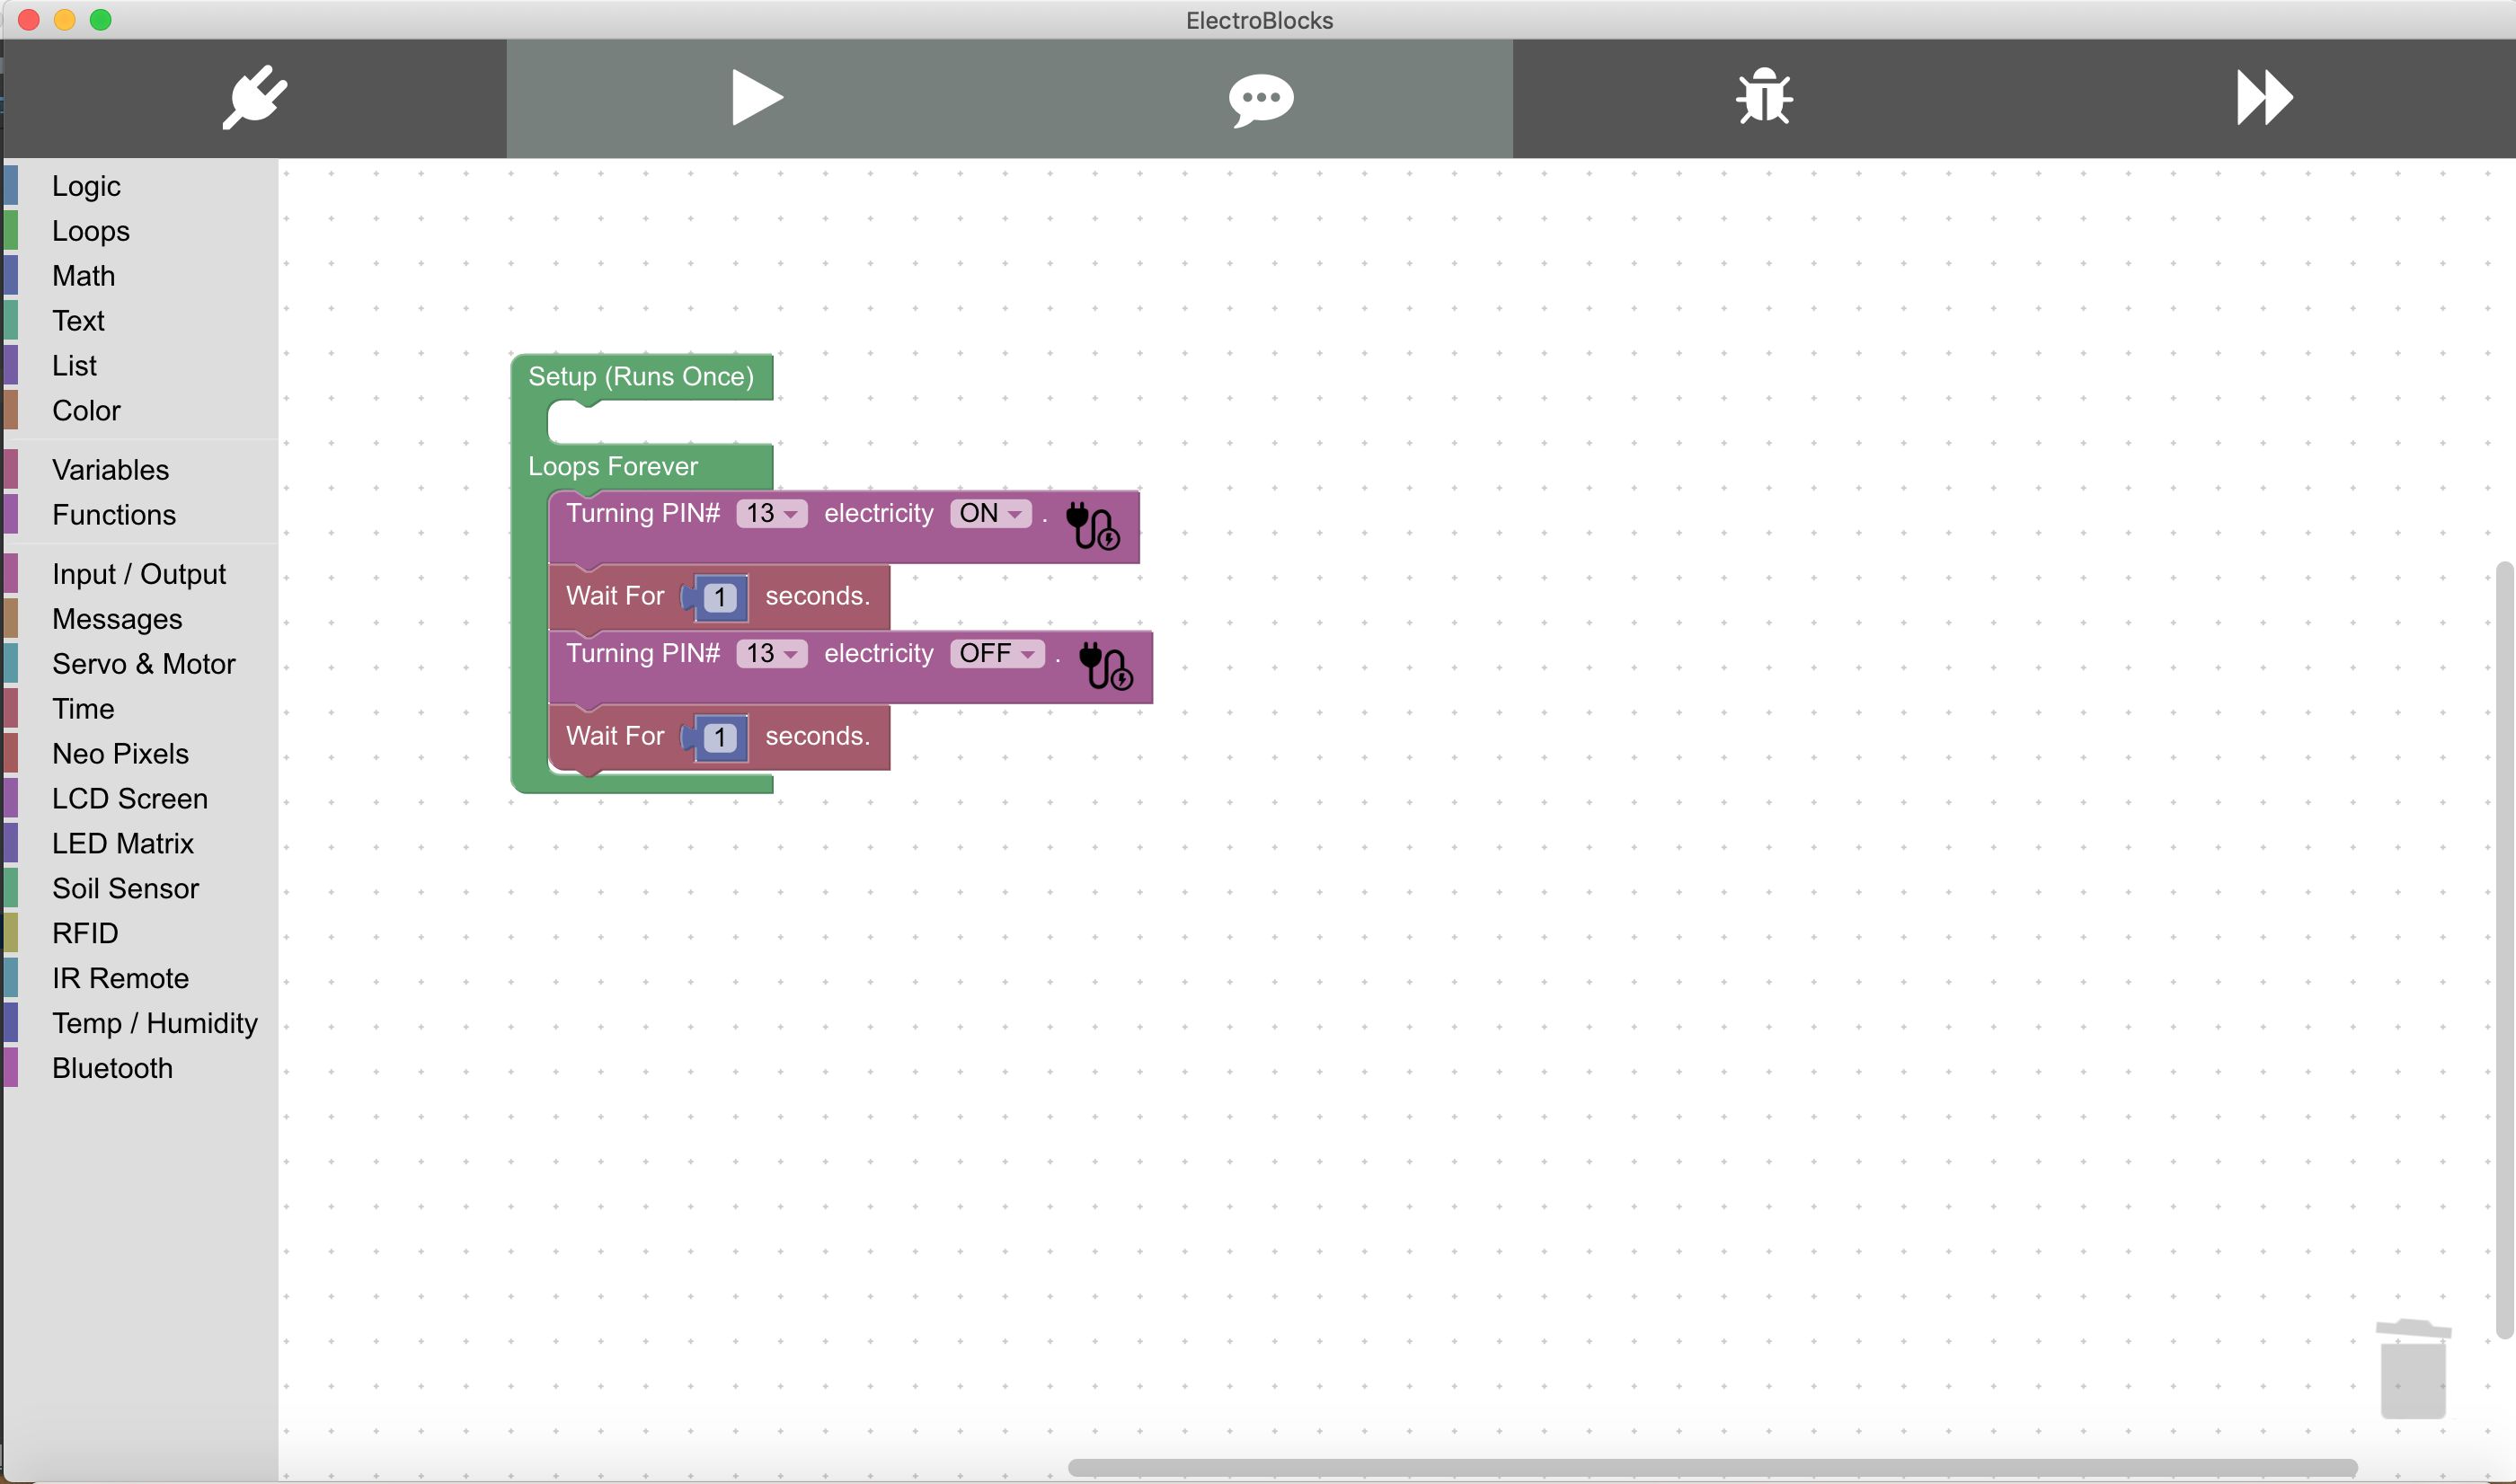 ElectroBlocks
Logic
Loops
Math
Text
List
Color
Variables
Functions
Input / Output
Messages
Servo & Motor
Time
Neo Pixels
LCD Screen
LED Matrix
Soil Sensor
RFID
IR Remote
Temp / Humidity
Bluetooth
Setup (Runs Once)
Loops Forever
Turning PIN# 13 electricity ON .
Wait For 1 seconds.
Turning PIN# 13 electricity OFF .
Wait For 1 seconds.